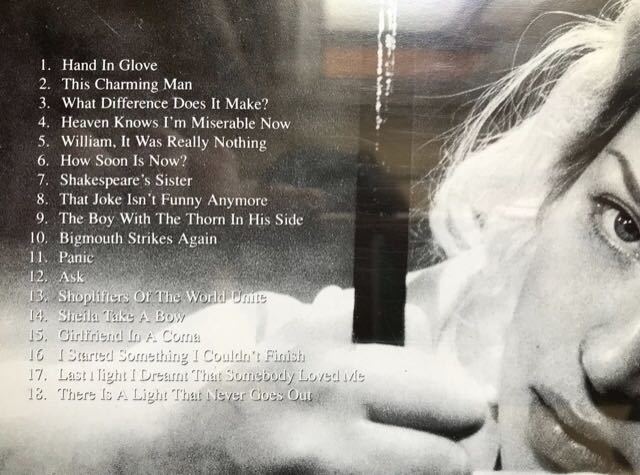 1. Hand In Glove
2. This Charming Man
3. What Difference Does It Make?
4. Heaven Knows I'm Miserable Now
5. William, It Was Really Nothing
6. How Soon Is Now?
7. Shakespeare's Sister
8. That Joke Isn't Funny Anymore
9. The Boy With The Thorn In His Side
10. Bigmouth Strikes Again
11. Panic
12. Ask
13. Shoplifters Of The World Unite
14. Sheila Take A Bow
15. Girlfriend In A Coma
16 I Started Something I Couldn't Finish
17. Last Night I Dreamt That Somebody Loved Me
18. There Is A Light That Never Goes Out